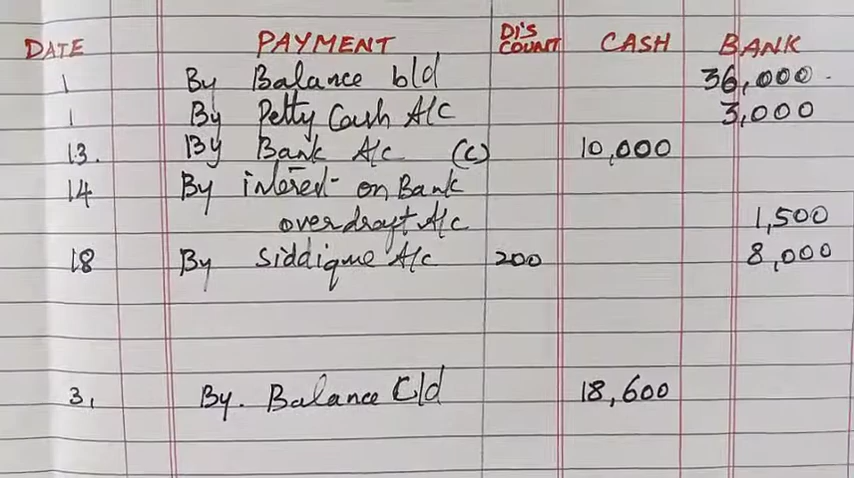 DATE PAYMENT DI'S COUNT CASH BANK
1 By Balance b/d 36,000.
1 By Petty Cash A/C 3,000
13. By Bank A/C (C) 10,000
14 By interest on Bank
overdraft A/c 1,500
18 By Siddique A/c 200 8,000
3, By. Balance C/d 18,600